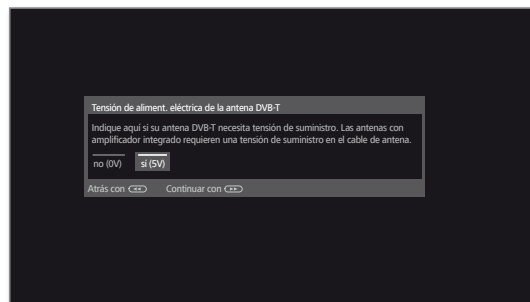 Tensión de aliment. eléctrica de la antena DVB-T
Indique aquí si su antena DVB-T necesita tensión de suministro. Las antenas con
amplificador integrado requieren una tensión de suministro en el cable de antena.
no (0V) sí (5V)
Atrás con Continuar con